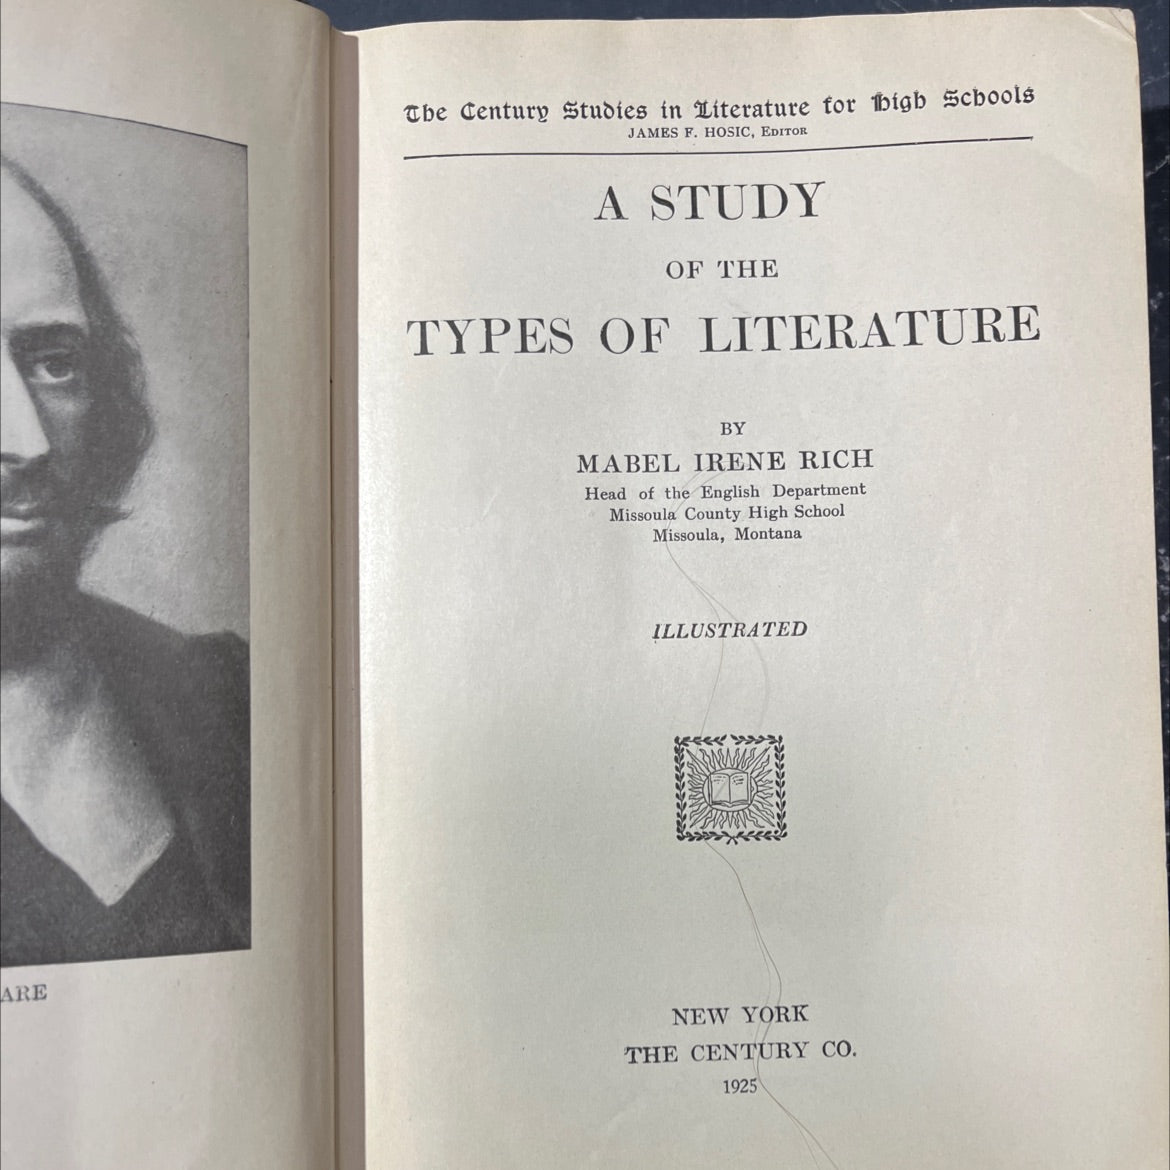 ARE
The Century Studies in Literature for High Schools
JAMES F. HOSIC, EDITOR
A STUDY
OF THE
TYPES OF LITERATURE
BY
MABEL IRENE RICH
Head of the English Department
Missoula County High School
Missoula, Montana
ILLUSTRATED
NEW YORK
THE CENTURY CO.
1925